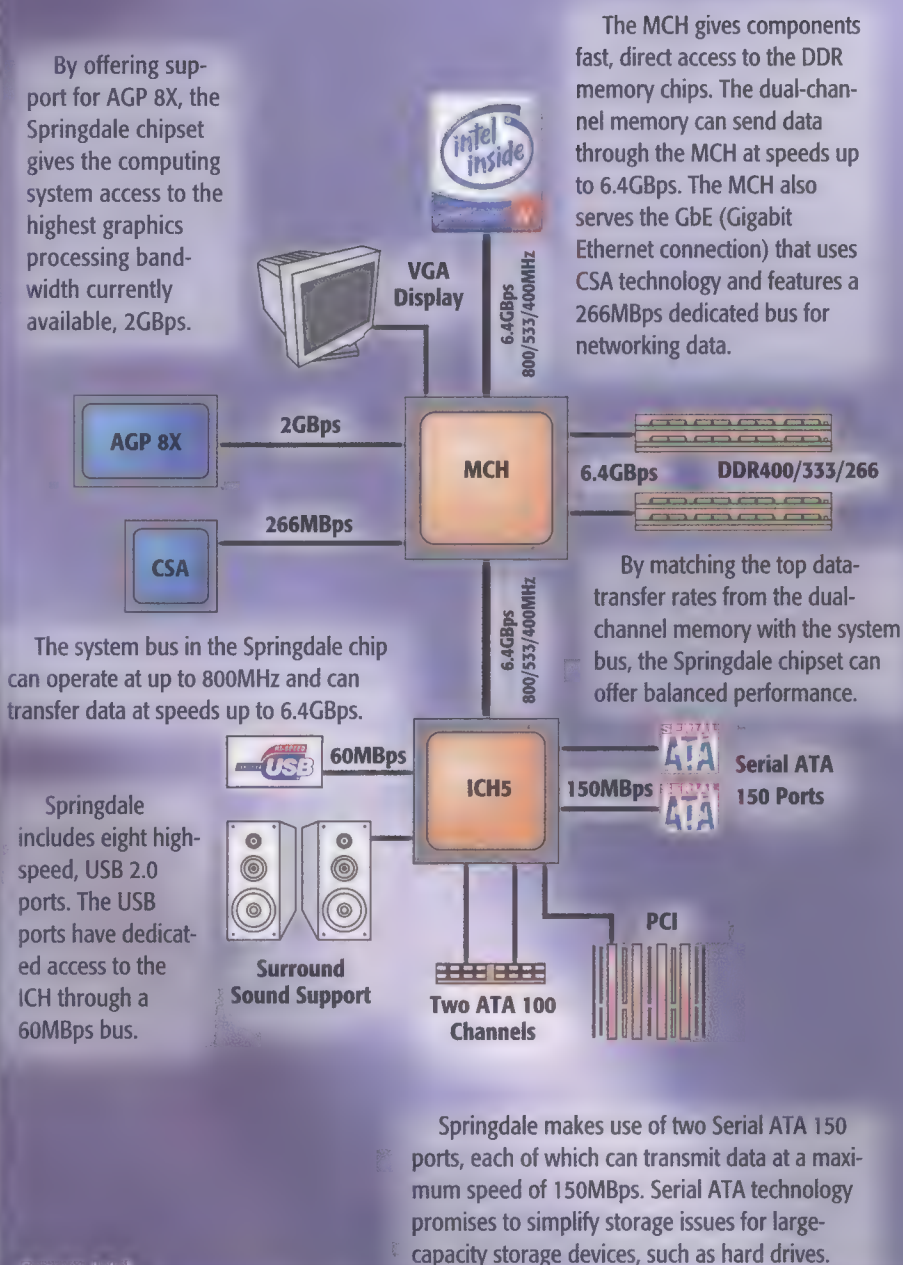 By offering sup-
port for AGP 8X, the
Springdale chipset
gives the computing
system access to the
highest graphics
processing band-
width currently
available, 2GBps.
The MCH gives components
fast, direct access to the DDR
memory chips. The dual-chan-
nel memory can send data
through the MCH at speeds up
to 6.4GBps. The MCH also
serves the GbE (Gigabit
Ethernet connection) that uses
CSA technology and features a
266MBps dedicated bus for
networking data.
intel
inside
VGA
Display
6.4GBps
800/533/400MHz
AGP 8X
2GBps
MCH
6.4GBps
DDR400/333/266
CSA
266MBps
By matching the top data-
transfer rates from the dual-
channel memory with the system
bus, the Springdale chipset can
offer balanced performance.
6.4GBps
800/533/400MHz
The system bus in the Springdale chip
can operate at up to 800MHz and can
transfer data at speeds up to 6.4GBps.
USB
60MBps
ICH5
150MBps
SERIAL
ATA
SERIAL
ATA
Serial ATA
150 Ports
Springdale
includes eight high-
speed, USB 2.0
ports. The USB
ports have dedicat-
ed access to the
ICH through a
60MBps bus.
Surround
Sound Support
Two ATA 100
Channels
PCI
Springdale makes use of two Serial ATA 150
ports, each of which can transmit data at a maxi-
mum speed of 150MBps. Serial ATA technology
promises to simplify storage issues for large-
capacity storage devices, such as hard drives.